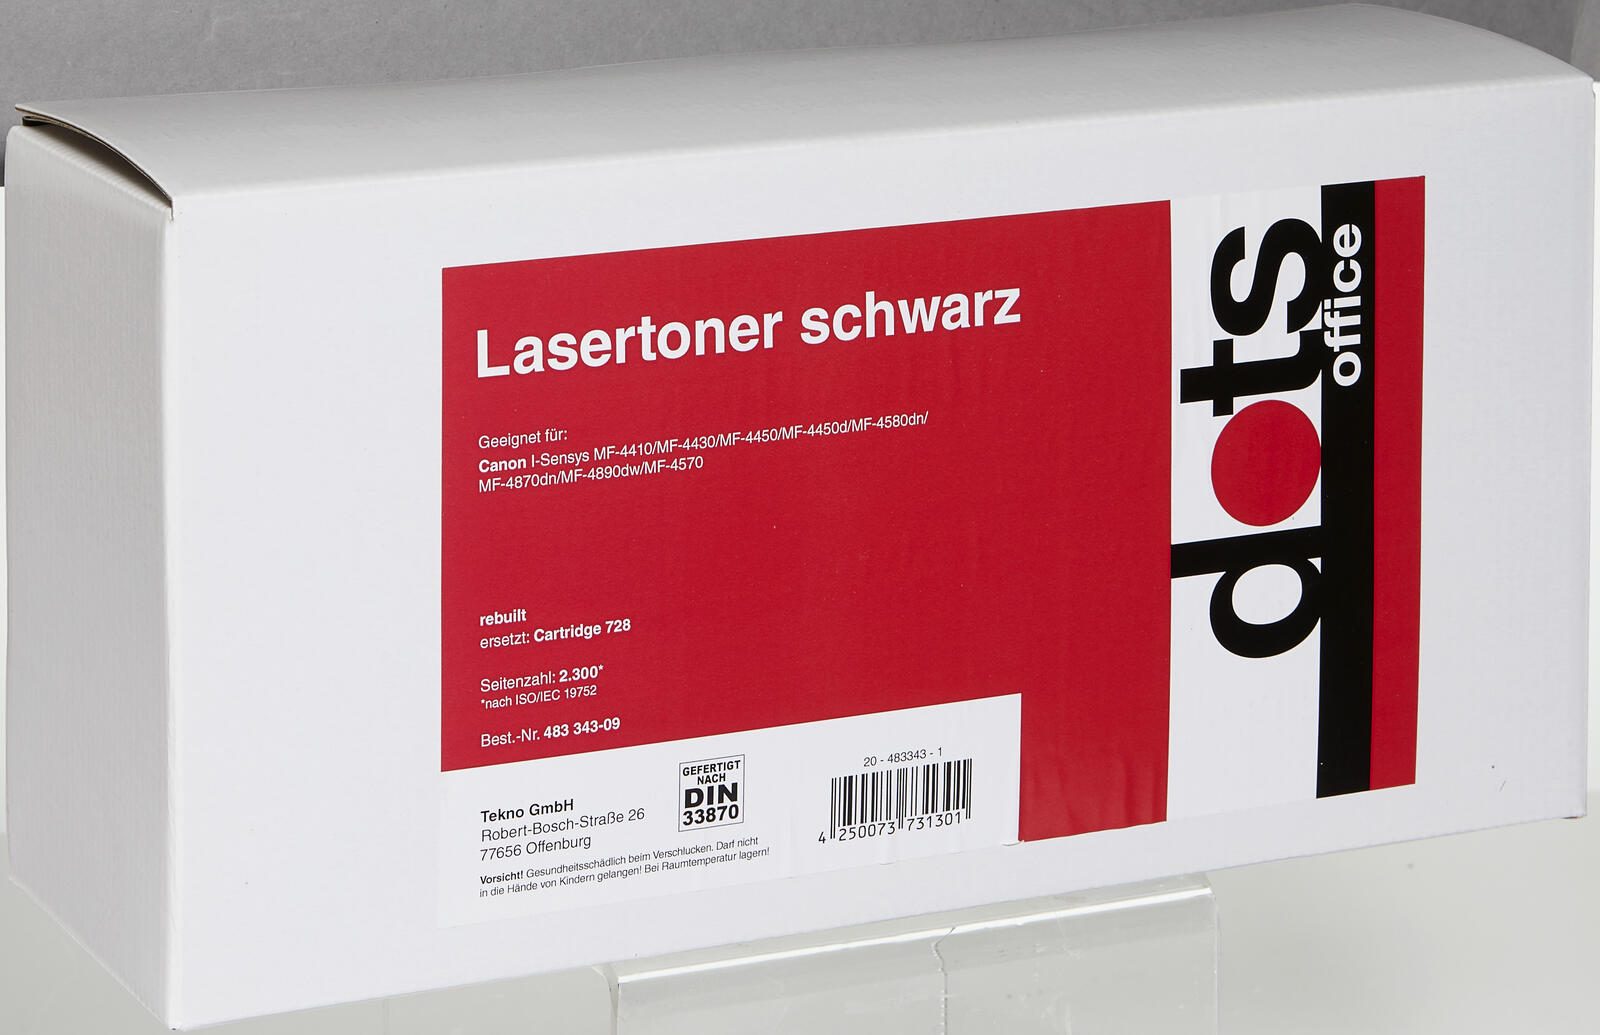 Lasertoner schwarz
Geeignet für:
Canon I-Sensys MF-4410/MF-4430/MF-4450/MF-4450d/MF-4580dn/
MF-4870dn/MF-4890dw/MF-4570
rebuilt
ersetzt: Cartridge 728
Seitenzahl: 2.300*
*nach ISO/IEC 19752
Best.-Nr. 483 343-09
Tekno GmbH
Robert-Bosch-Straße 26
77656 Offenburg
Vorsicht! Gesundheitsschädlich beim Verschlucken. Darf nicht
in die Hände von Kindern gelangen! Bei Raumtemperatur lagern!
GEFERTIGT
NACH
DIN
33870
20 - 483343 - 1
4 250073 731301
dots
office